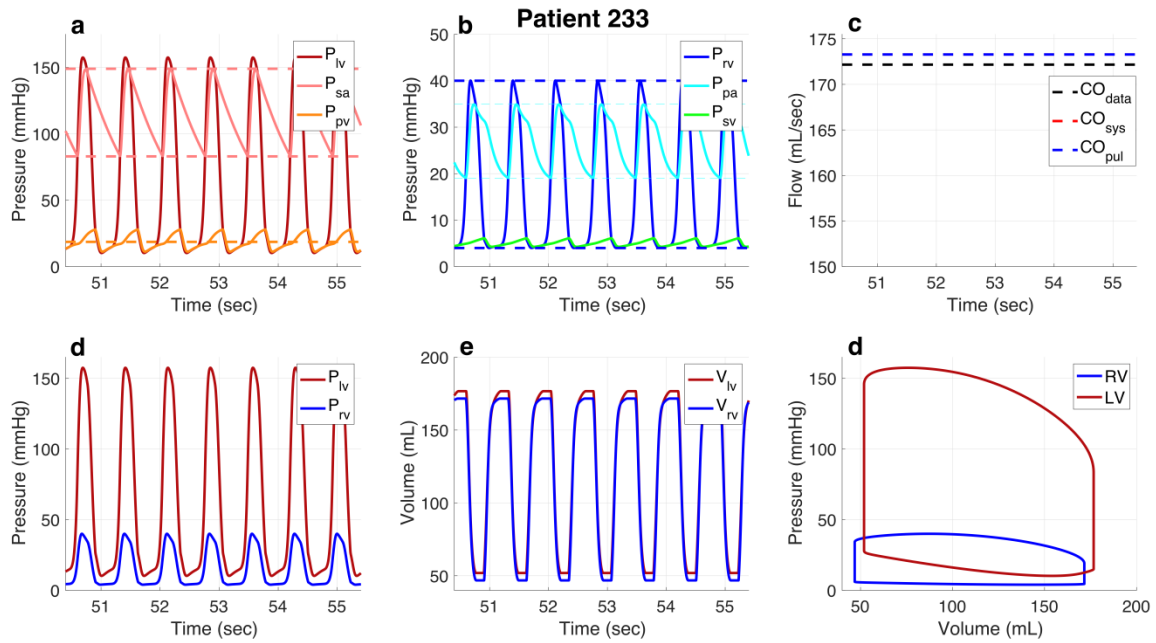 Patient 233
a
150
100
50
0
Pressure (mmHg)
51
52
53
54
55
Time (sec)
P_lv
P_sa
P_pv
b
50
40
30
20
10
0
Pressure (mmHg)
51
52
53
54
55
Time (sec)
P_rv
P_pa
P_sv
c
175
170
165
160
155
150
Flow (mL/sec)
51
52
53
54
55
Time (sec)
CO_data
CO_sys
CO_pul
d
150
100
50
0
Pressure (mmHg)
51
52
53
54
55
Time (sec)
P_lv
P_rv
e
200
150
100
50
Volume (mL)
51
52
53
54
55
Time (sec)
V_lv
V_rv
d
150
100
50
0
Pressure (mmHg)
50
100
150
200
Volume (mL)
RV
LV